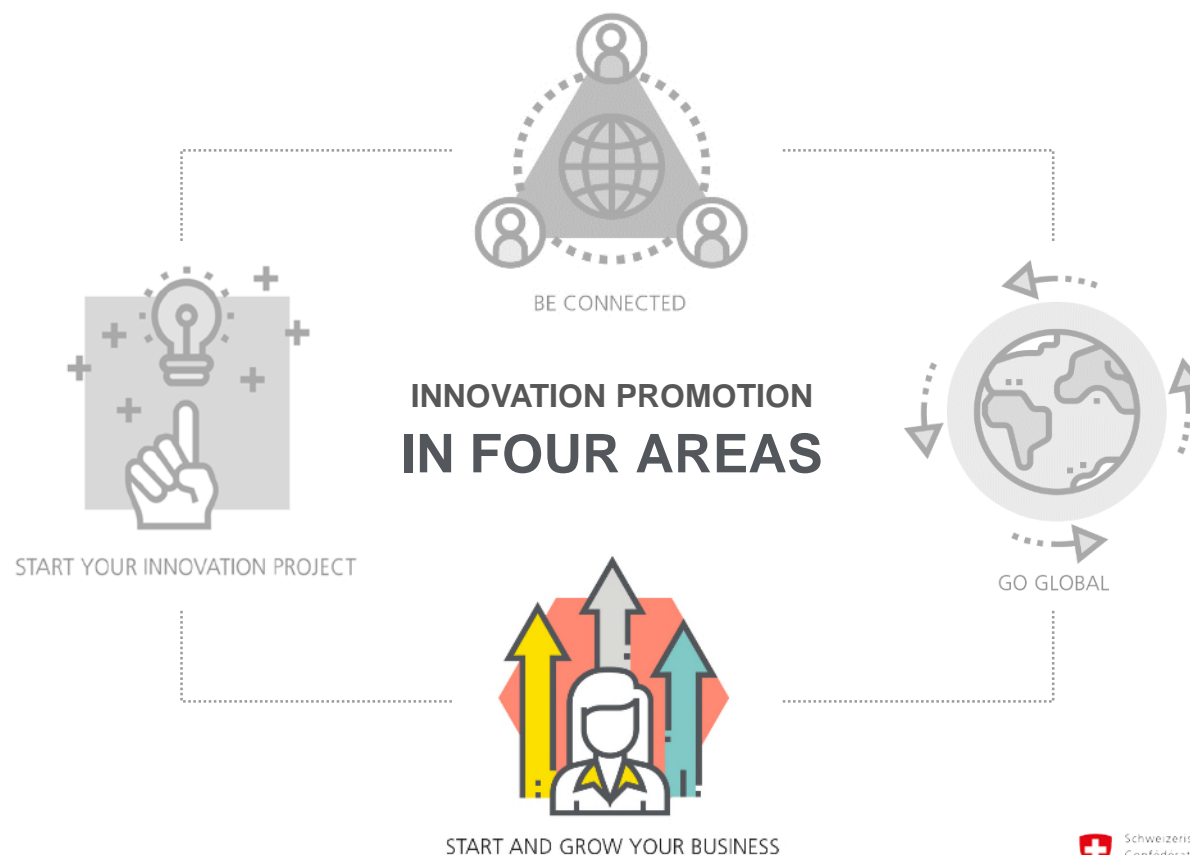 BE CONNECTED
INNOVATION PROMOTION
IN FOUR AREAS
START YOUR INNOVATION PROJECT
GO GLOBAL
START AND GROW YOUR BUSINESS